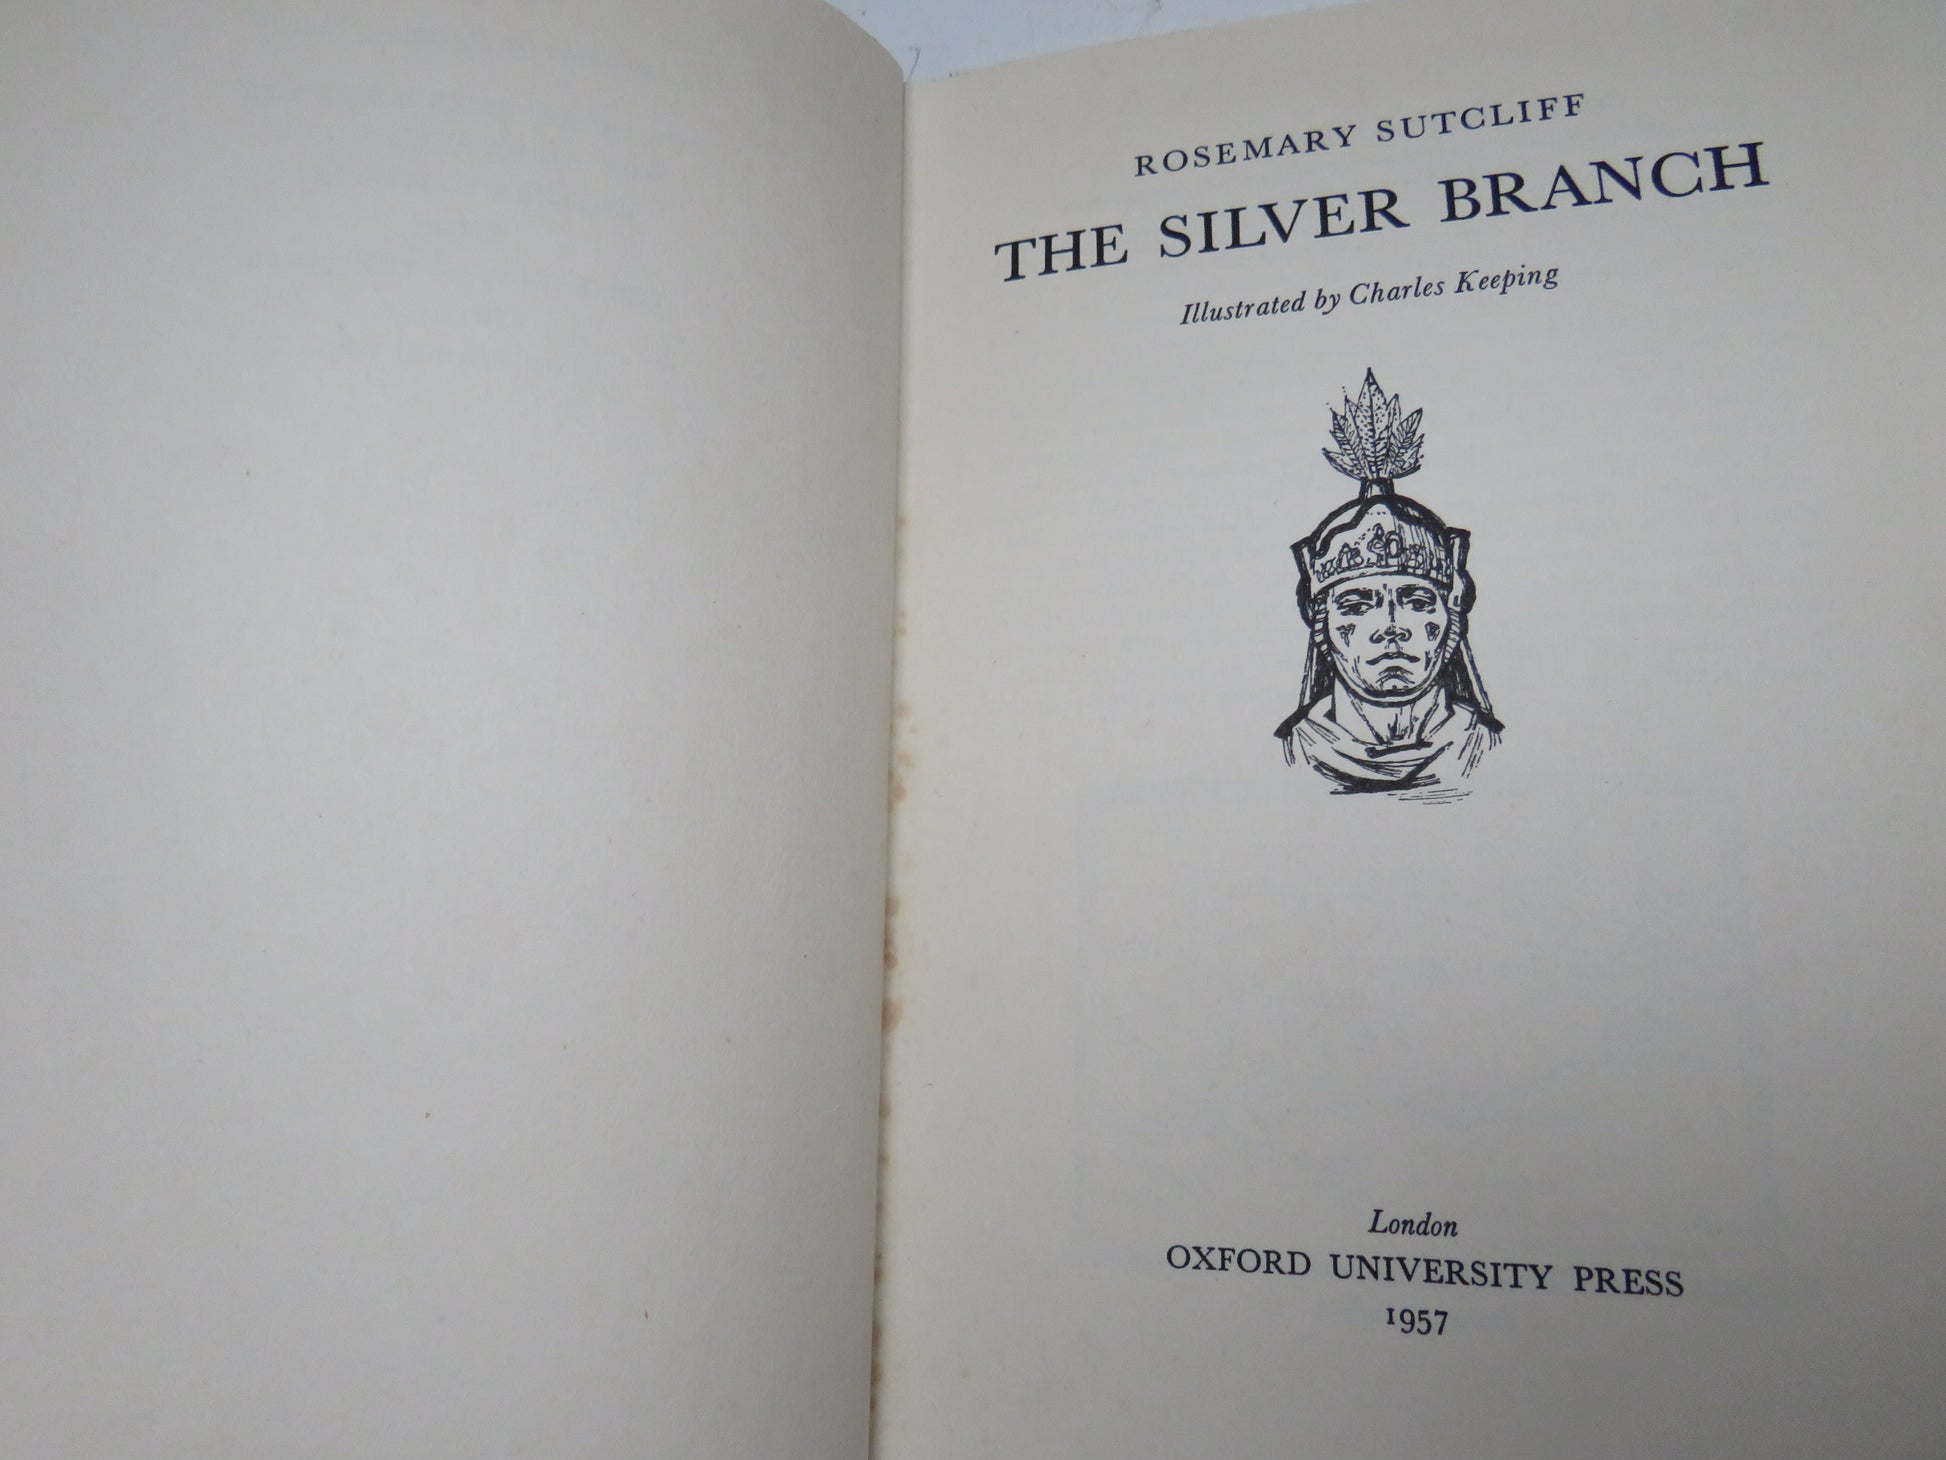 ROSEMARY SUTCLIFF
THE SILVER BRANCH
Illustrated by Charles Keeping
London
OXFORD UNIVERSITY PRESS
1957